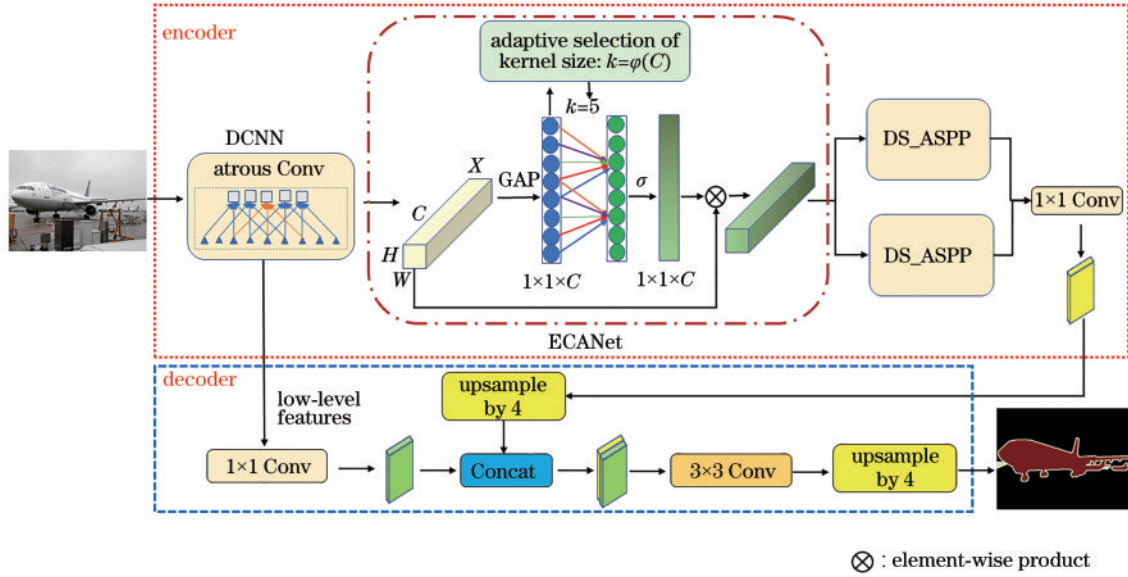 encoder
adaptive selection of
kernel size: k=φ(C)
k=5
DCNN
atrous Conv
X
GAP
C
σ
H
W
1×1×C
1×1×C
ECANet
DS_ASPP
DS_ASPP
1×1 Conv
decoder
low-level
features
upsample
by 4
1×1 Conv
Concat
3×3 Conv
upsample
by 4
⊗ : element-wise product